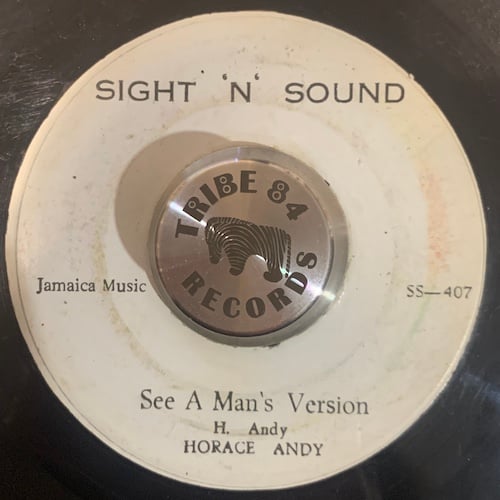 SIGHT 'N' SOUND
TRIBE 84
RECORDS
Jamaica Music
SS—407
See A Man's Version
H. Andy
HORACE ANDY